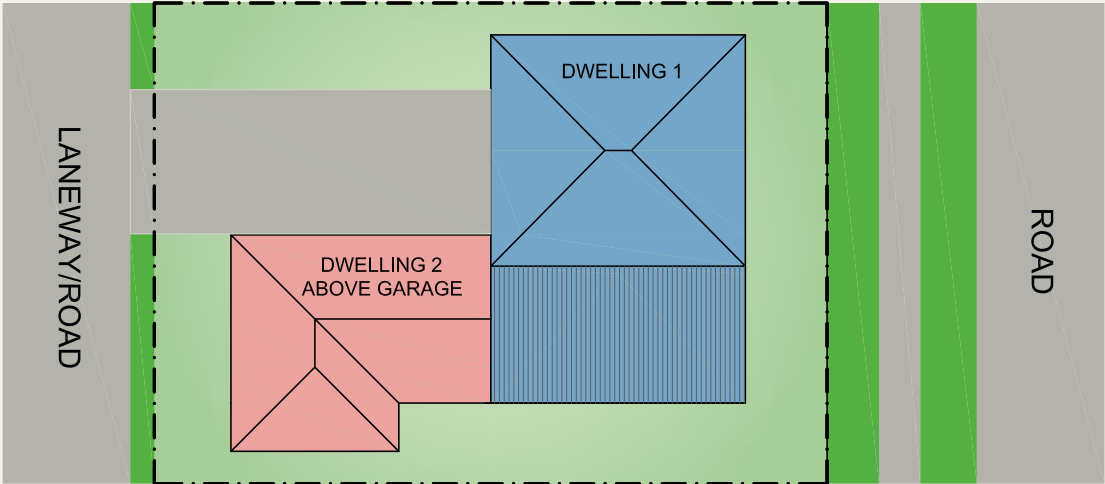 LANEWAY/ROAD
DWELLING 1
DWELLING 2
ABOVE GARAGE
ROAD